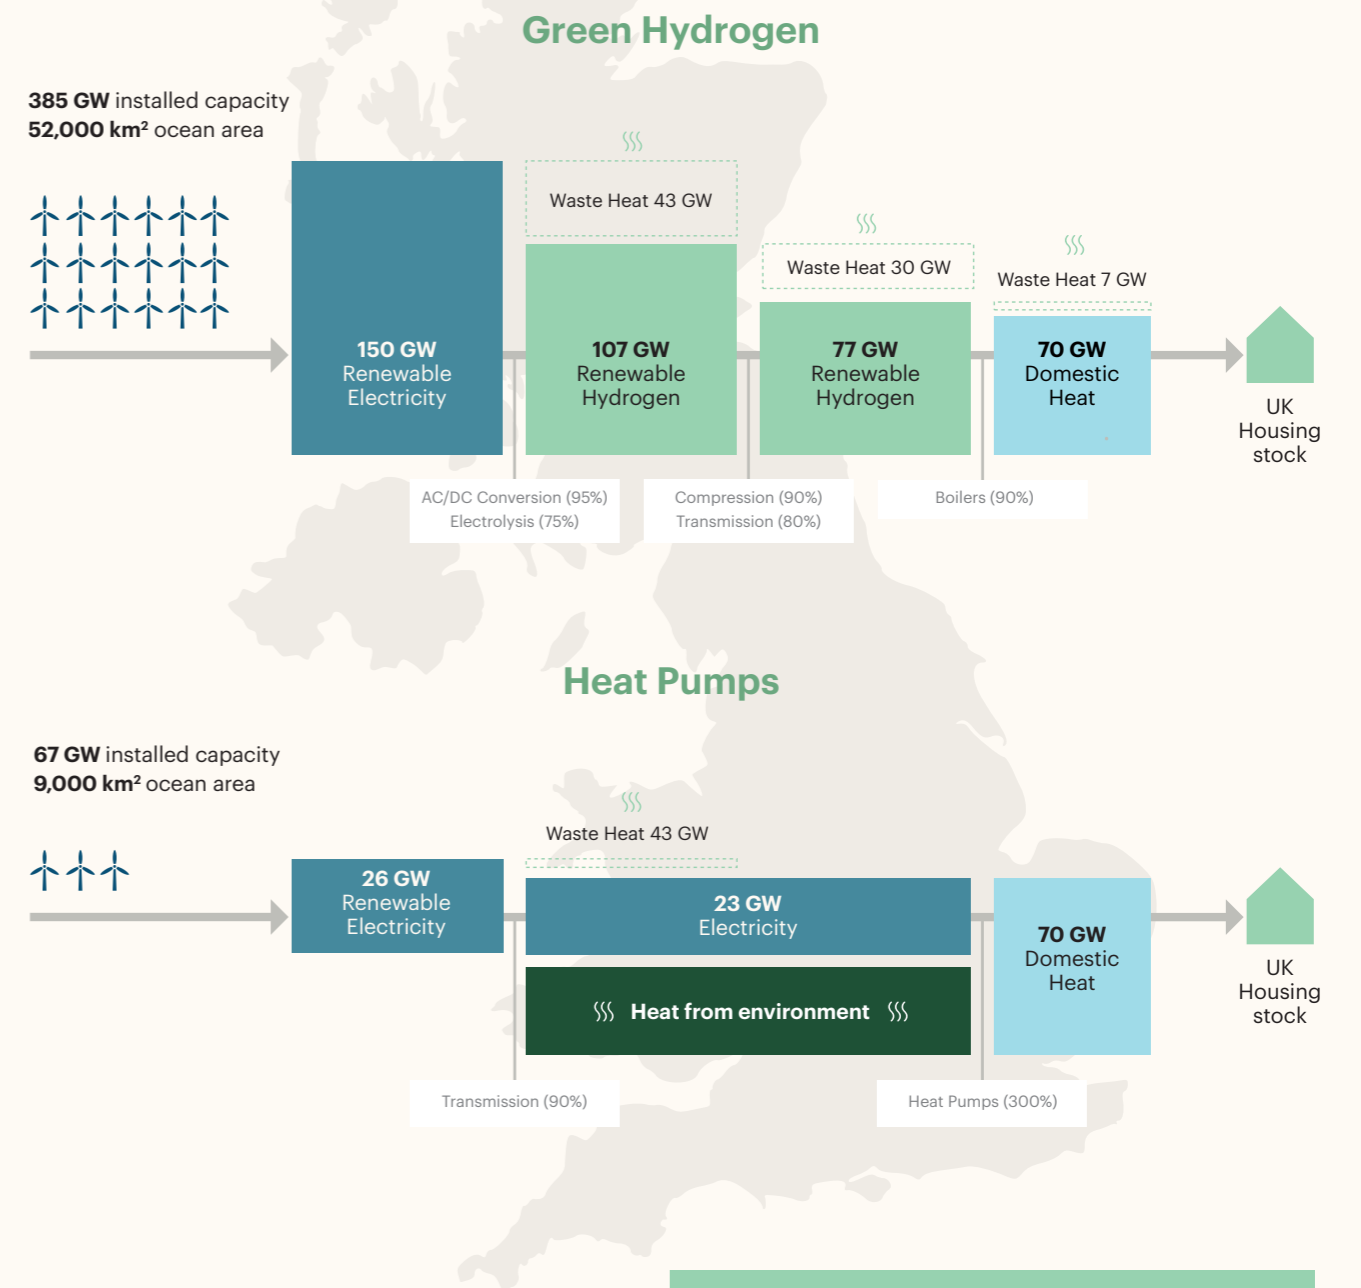 Green Hydrogen
385 GW installed capacity
52,000 km² ocean area
Waste Heat 43 GW
Waste Heat 30 GW
Waste Heat 7 GW
150 GW
Renewable
Electricity
107 GW
Renewable
Hydrogen
77 GW
Renewable
Hydrogen
70 GW
Domestic
Heat
UK
Housing
stock
AC/DC Conversion (95%)
Electrolysis (75%)
Compression (90%)
Transmission (80%)
Boilers (90%)
Heat Pumps
67 GW installed capacity
9,000 km² ocean area
Waste Heat 43 GW
26 GW
Renewable
Electricity
23 GW
Electricity
Heat from environment
70 GW
Domestic
Heat
UK
Housing
stock
Transmission (90%)
Heat Pumps (300%)